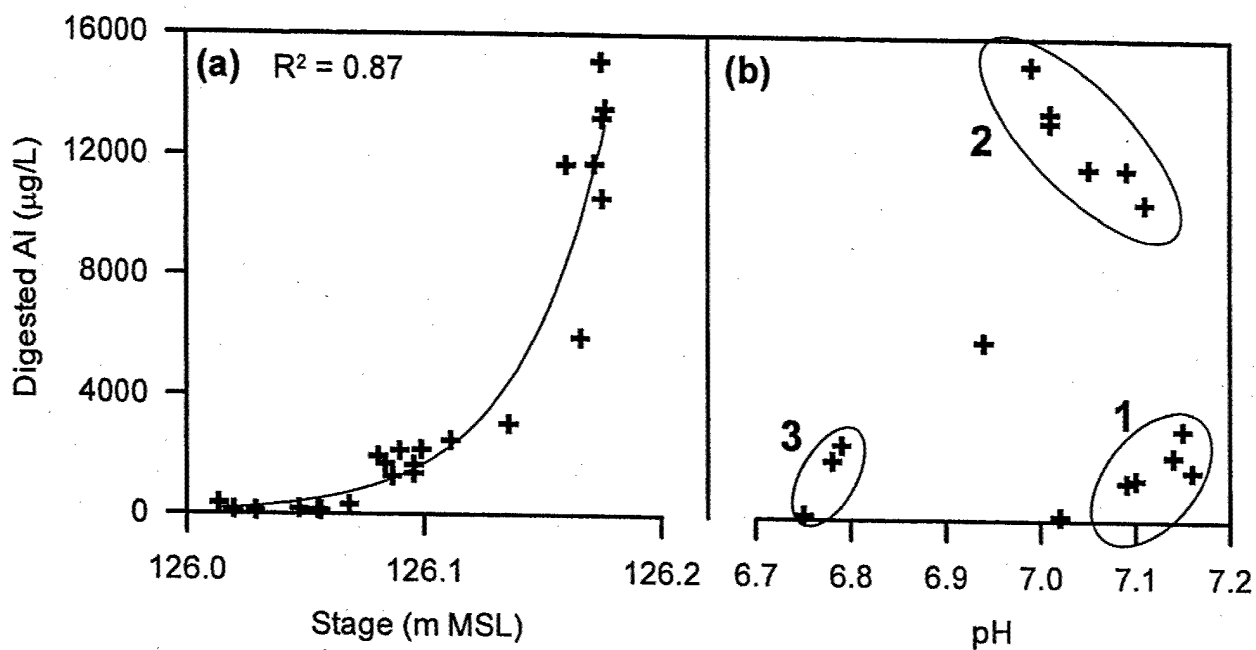 Digested Al (µg/L)
16000
12000
8000
4000
0
(a) R² = 0.87
126.0 126.1 126.2
Stage (m MSL)
(b)
2
1
3
6.7 6.8 6.9 7.0 7.1 7.2
pH